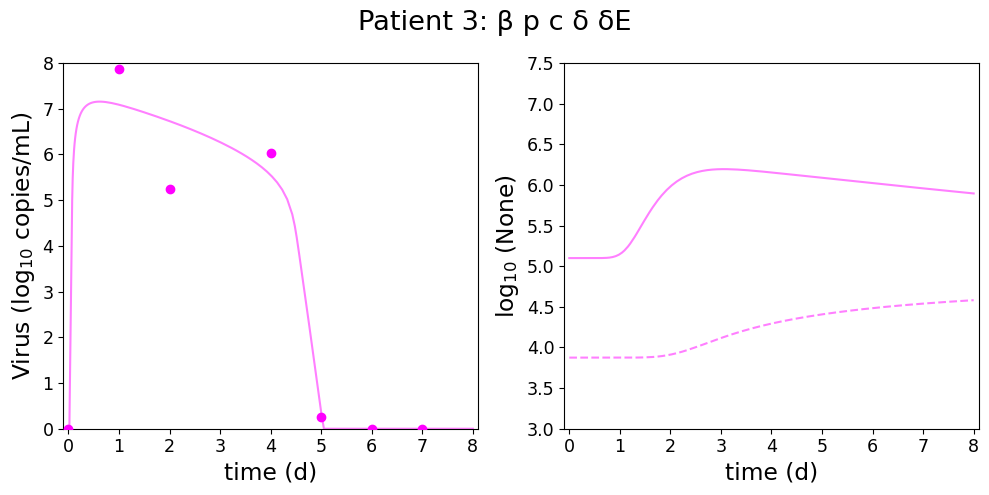 Patient 3: β p c δ δE
Virus (log₁₀ copies/mL)
8
7
6
5
4
3
2
1
0
0 1 2 3 4 5 6 7 8
time (d)
log₁₀ (None)
7.5
7.0
6.5
6.0
5.5
5.0
4.5
4.0
3.5
3.0
0 1 2 3 4 5 6 7 8
time (d)